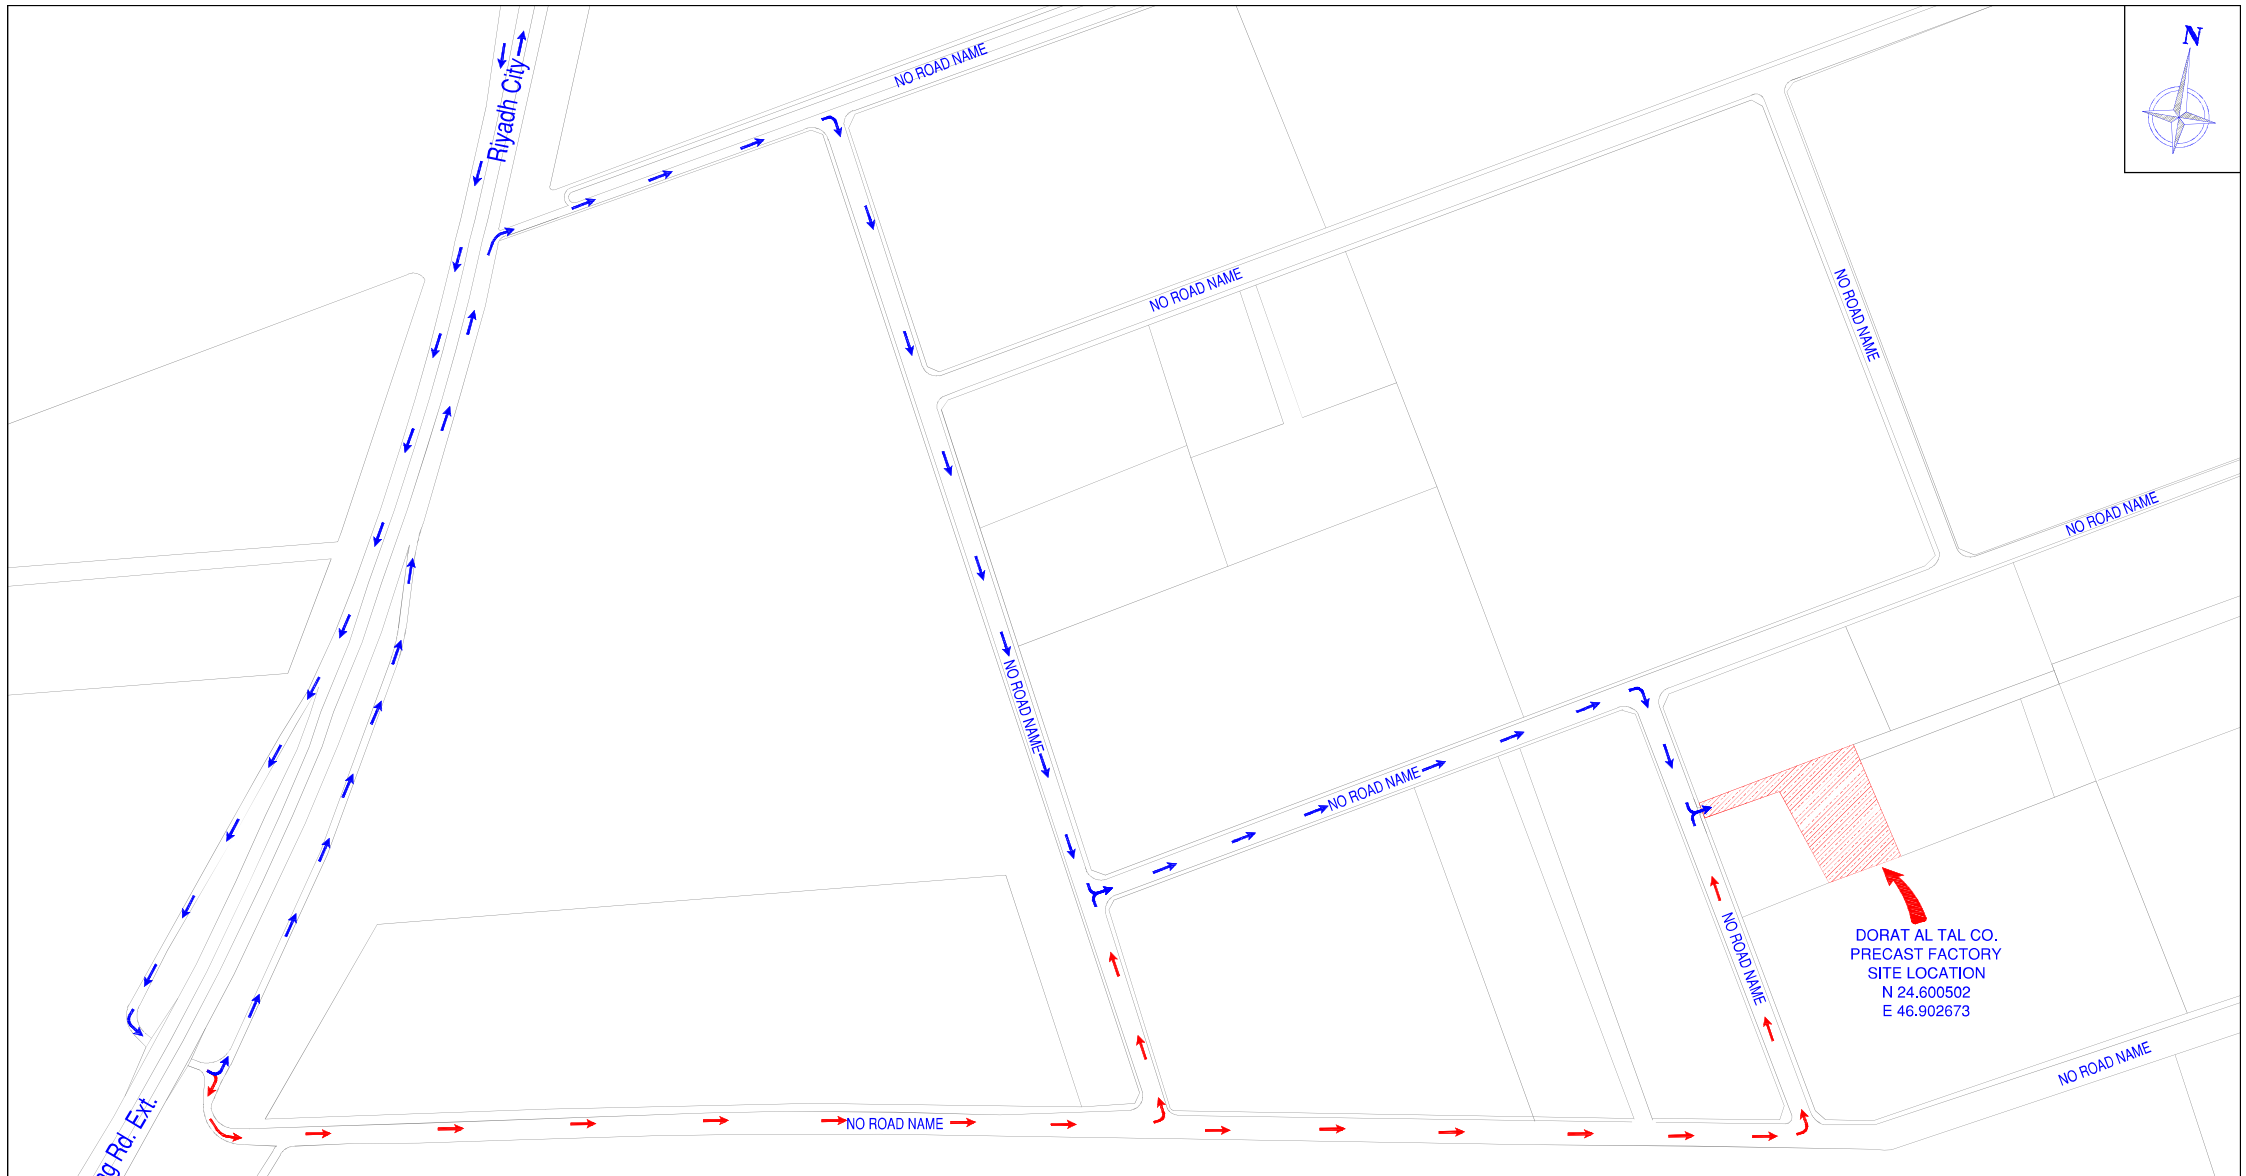 N
NO ROAD NAME
Riyadh City
NO ROAD NAME
NO ROAD NAME
NO ROAD NAME
NO ROAD NAME
NO ROAD NAME
NO ROAD NAME
DORAT AL TAL CO.
PRECAST FACTORY
SITE LOCATION
N 24.600502
E 46.902673
NO ROAD NAME
NO ROAD NAME
Rd. Ext.